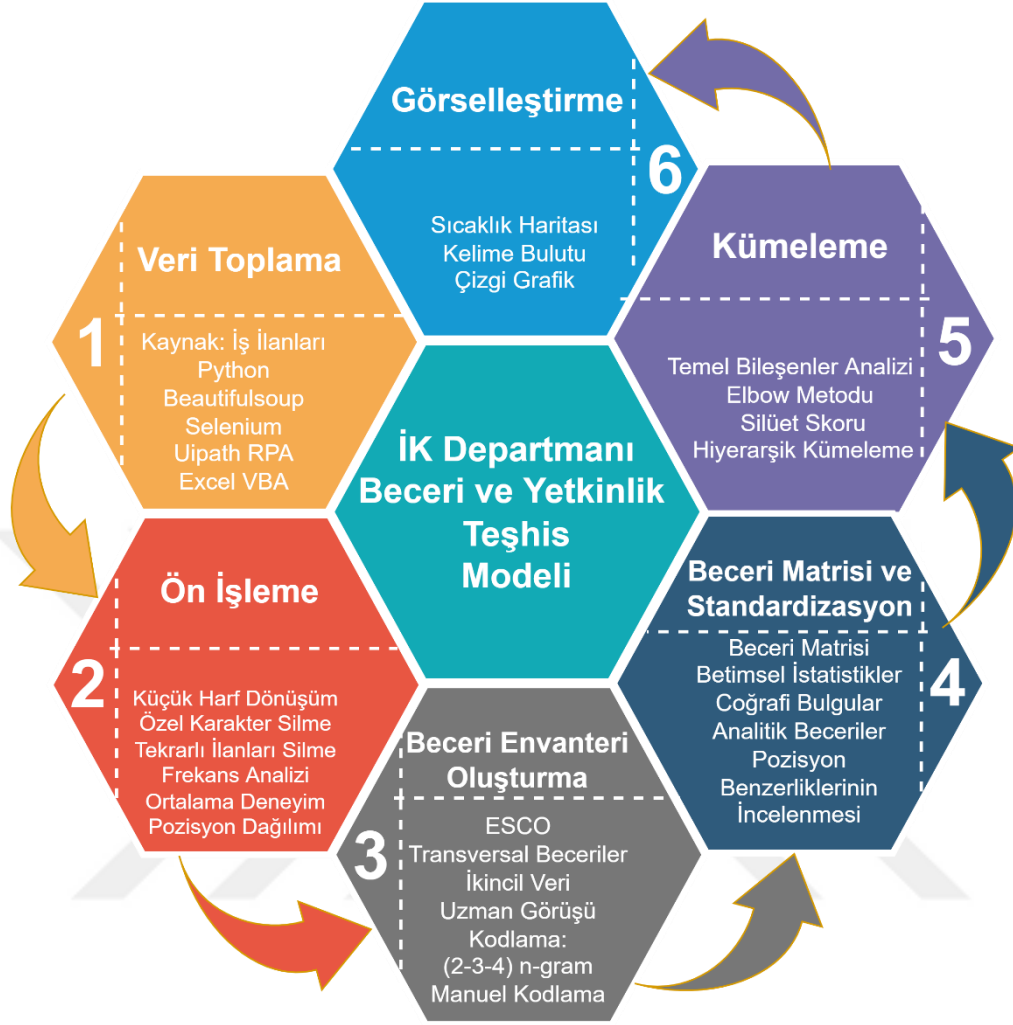 İK Departmanı
Beceri ve Yetkinlik
Teşhis
Modeli
1
Veri Toplama
Kaynak: İş İlanları
Python
Beautifulsoup
Selenium
Uipath RPA
Excel VBA
2
Ön İşleme
Küçük Harf Dönüşüm
Özel Karakter Silme
Tekrarlı İlanları Silme
Frekans Analizi
Ortalama Deneyim
Pozisyon Dağılımı
3
Beceri Envanteri
Oluşturma
ESCO
Transversal Beceriler
İkincil Veri
Uzman Görüşü
Kodlama:
(2-3-4) n-gram
Manuel Kodlama
4
Beceri Matrisi ve
Standardizasyon
Beceri Matrisi
Betimsel İstatistikler
Coğrafi Bulgular
Analitik Beceriler
Pozisyon
Benzerliklerinin
İncelenmesi
5
Kümeleme
Temel Bileşenler Analizi
Elbow Metodu
Silüet Skoru
Hiyerarşik Kümeleme
6
Görselleştirme
Sıcaklık Haritası
Kelime Bulutu
Çizgi Grafik